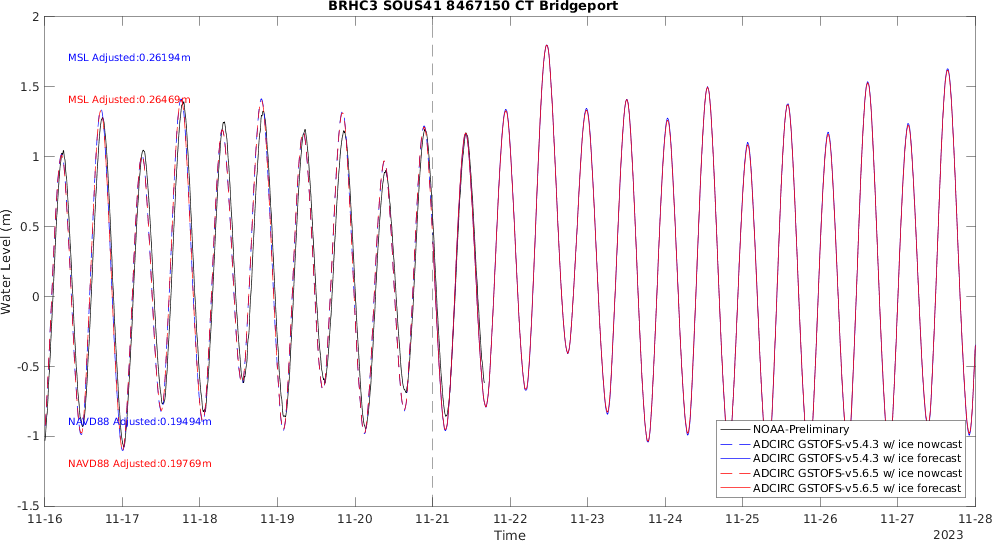 BRHC3 SOUS41 8467150 CT Bridgeport
2
1.5
1
0.5
0
-0.5
-1
-1.5
Water Level (m)
MSL Adjusted:0.26194m
MSL Adjusted:0.26469m
NAVD88 Adjusted:0.19494m
NAVD88 Adjusted:0.19769m
NOAA-Preliminary
ADCIRC GSTOFS-v5.4.3 w/ ice nowcast
ADCIRC GSTOFS-v5.4.3 w/ ice forecast
ADCIRC GSTOFS-v5.6.5 w/ ice nowcast
ADCIRC GSTOFS-v5.6.5 w/ ice forecast
11-16 11-17 11-18 11-19 11-20 11-21 11-22 11-23 11-24 11-25 11-26 11-27 11-28
Time
2023